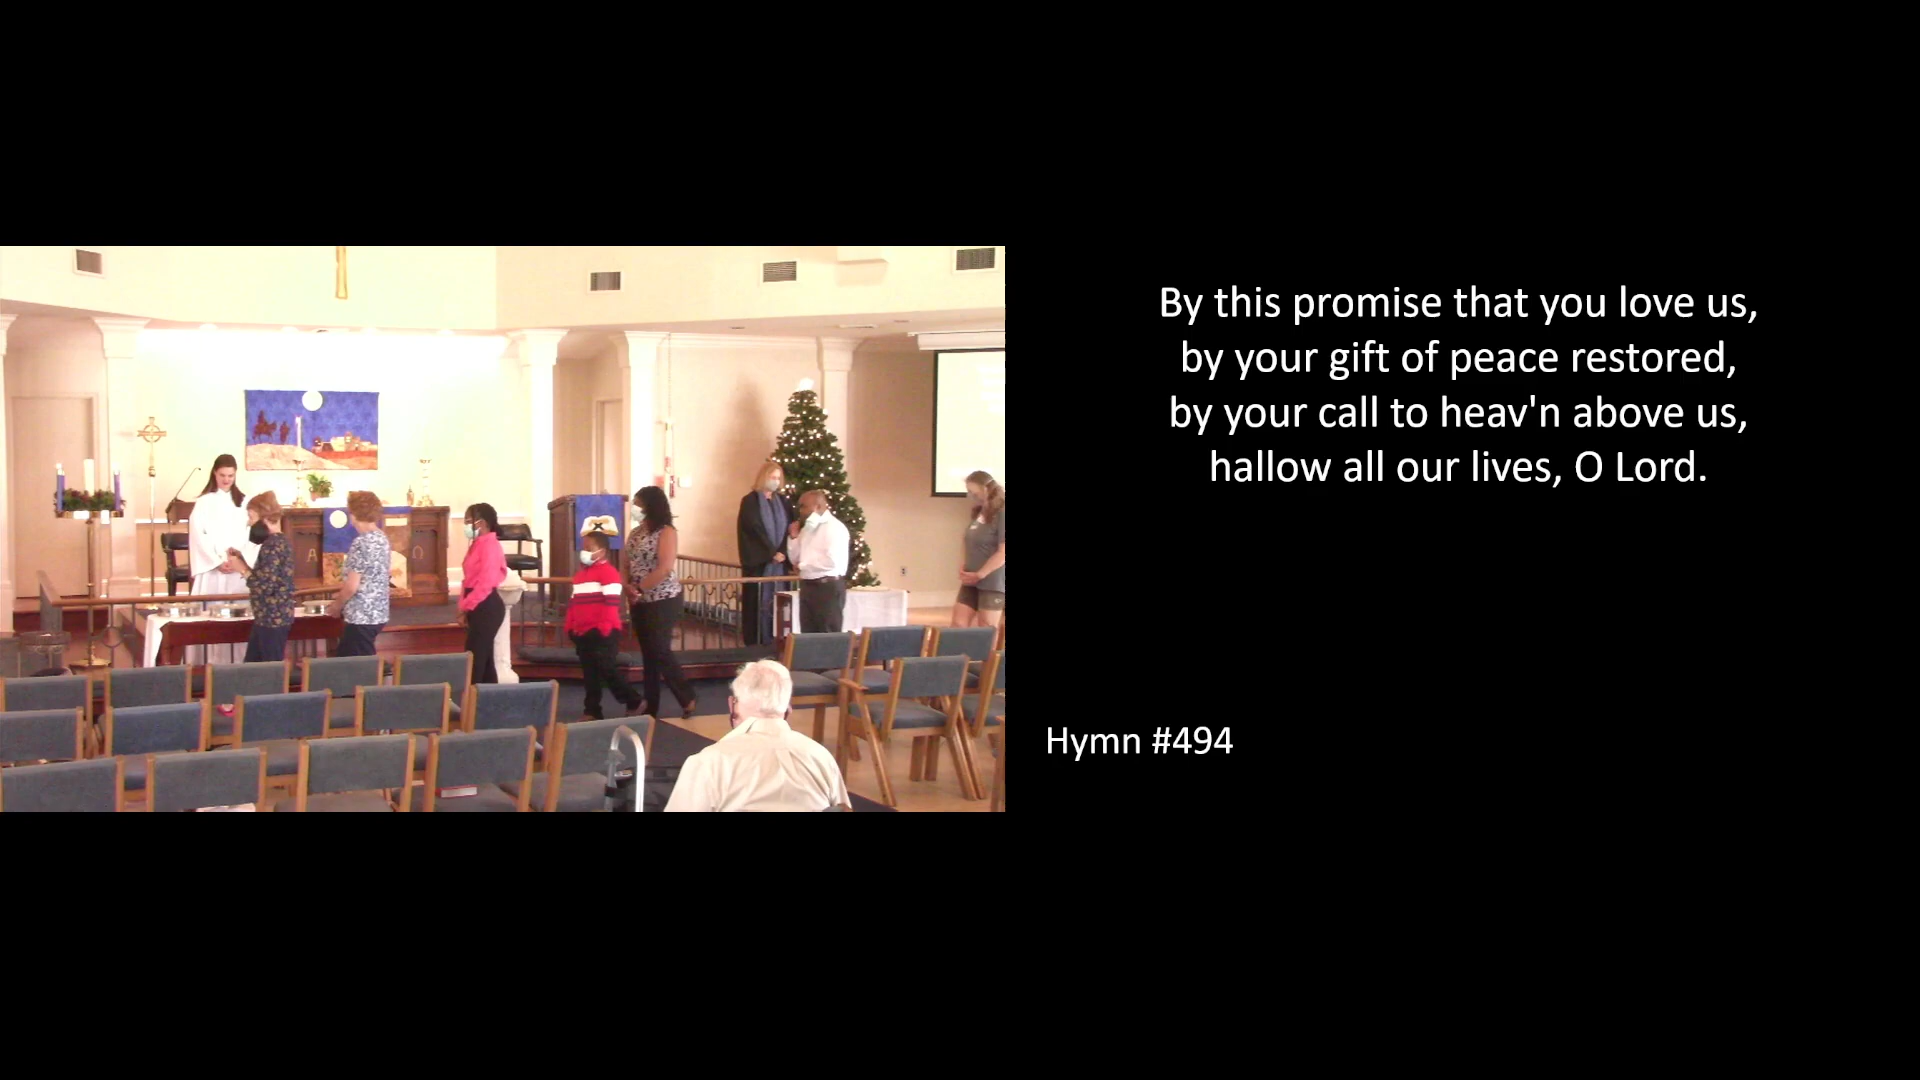 By this promise that you love us,
by your gift of peace restored,
by your call to heav'n above us,
hallow all our lives, O Lord.
Hymn #494
Α Ω